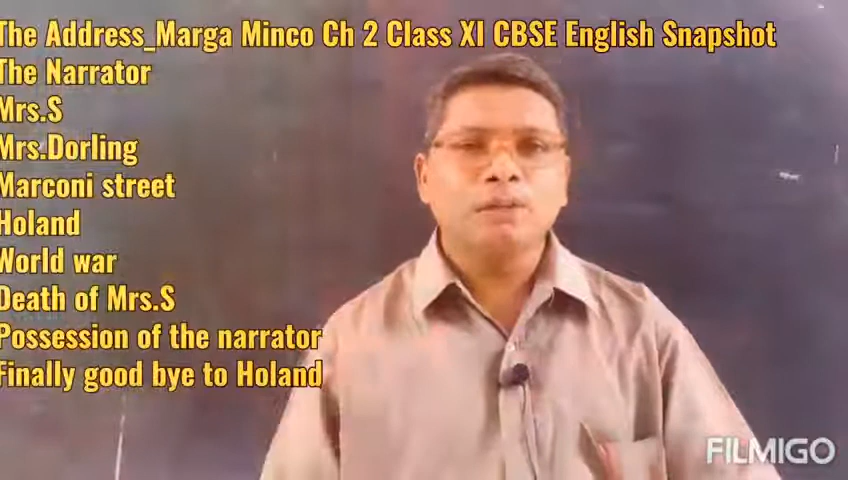 The Address_Marga Minco Ch 2 Class XI CBSE English Snapshot
The Narrator
Mrs.S
Mrs.Dorling
Marconi street
Holand
World war
Death of Mrs.S
Possession of the narrator
Finally good bye to Holand
FILMIGO